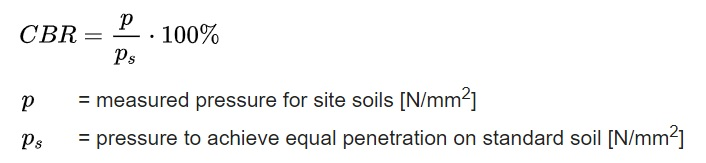 CBR = p / p_s · 100%
p = measured pressure for site soils [N/mm²]
p_s = pressure to achieve equal penetration on standard soil [N/mm²]